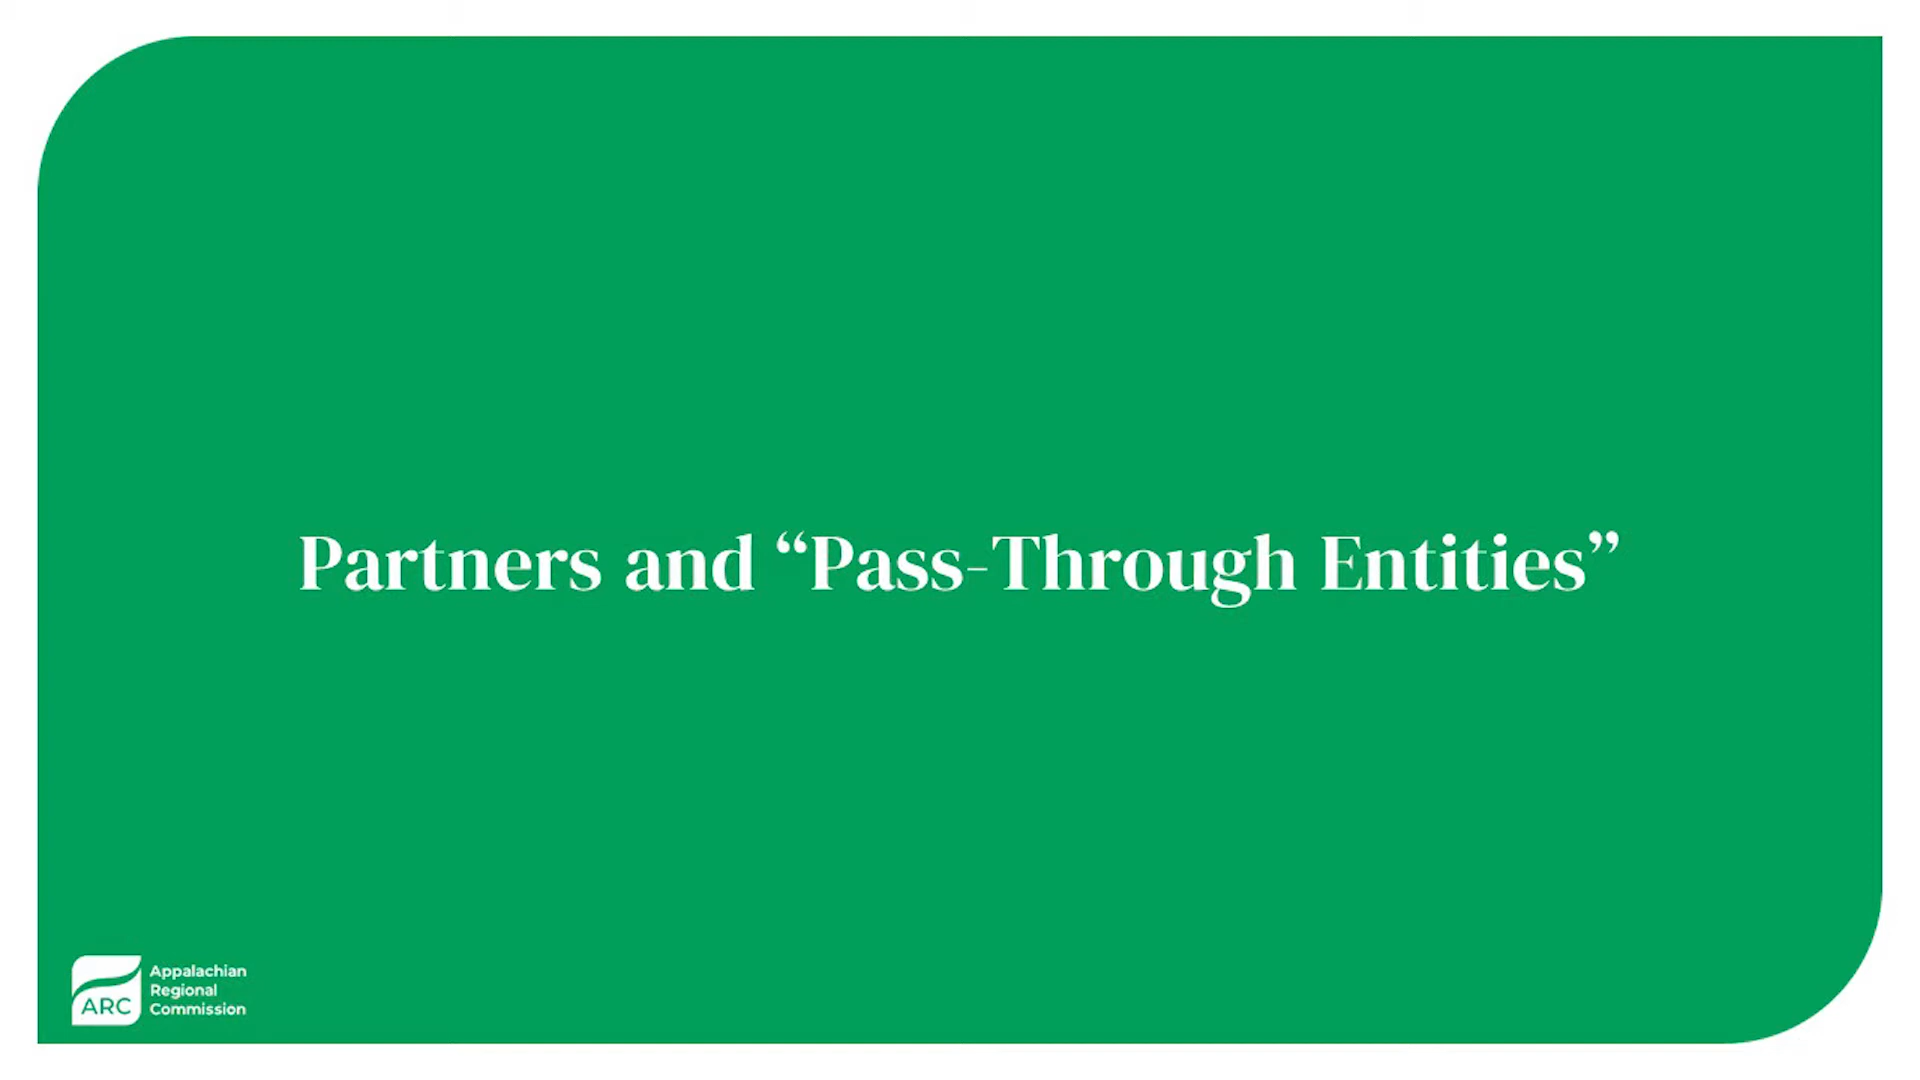 Partners and “Pass-Through Entities”
ARC
Appalachian
Regional
Commission